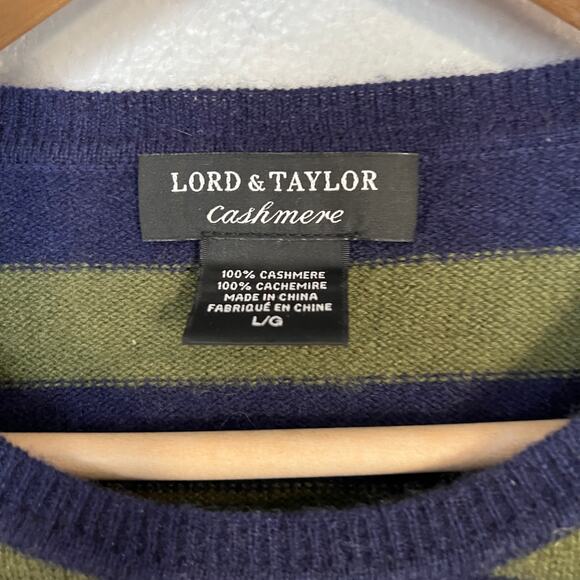 LORD & TAYLOR
cashmere
100% CASHMERE
100% CACHEMIRE
MADE IN CHINA
FABRIQUÉ EN CHINE
L/G